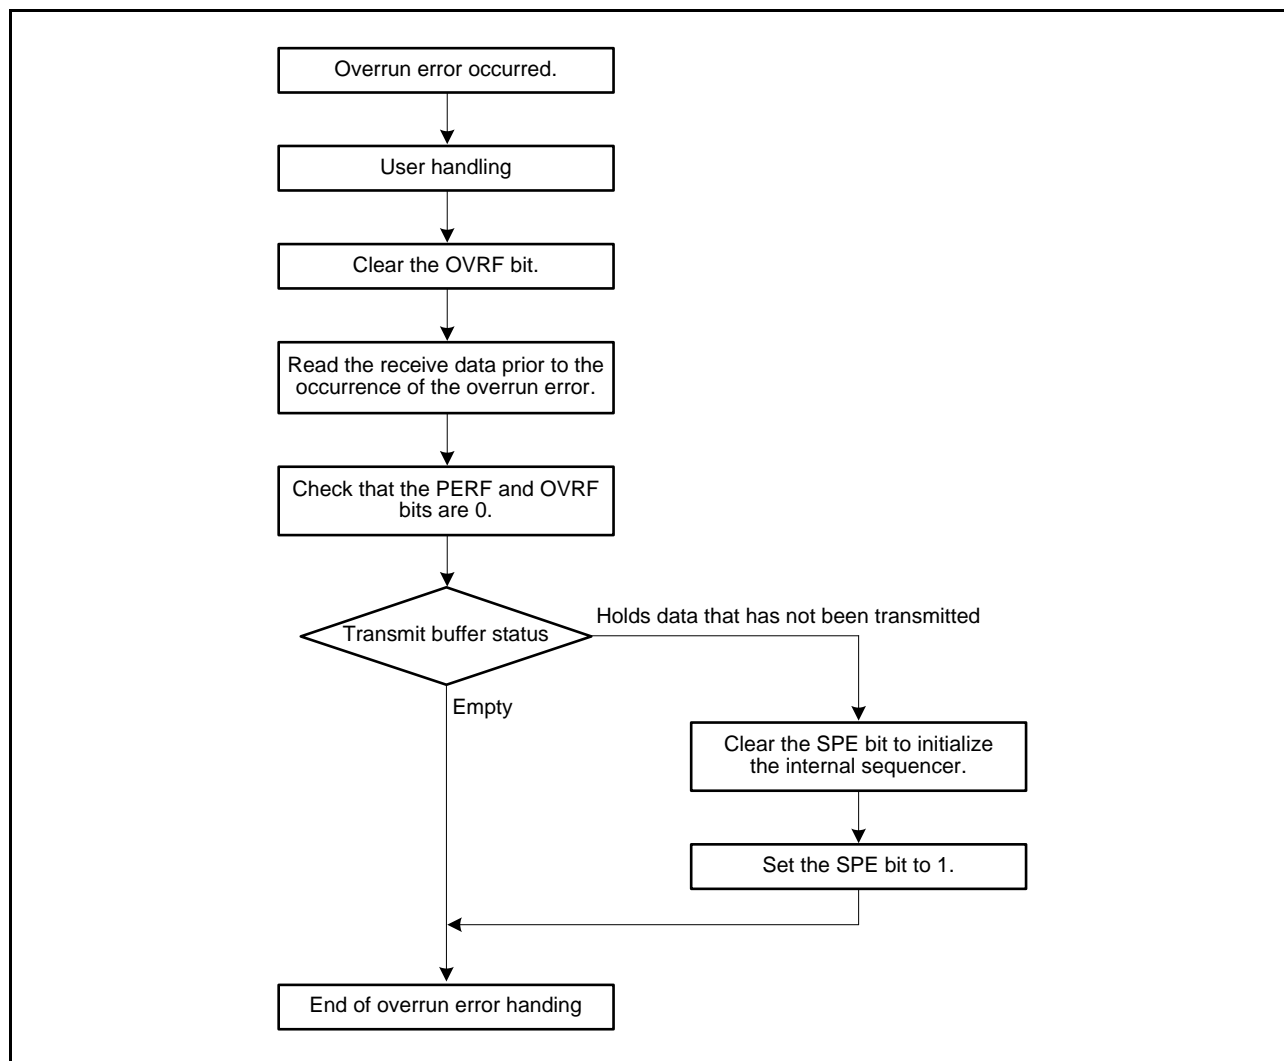 Overrun error occurred.
User handling
Clear the OVRF bit.
Read the receive data prior to the
occurrence of the overrun error.
Check that the PERF and OVRF
bits are 0.
Transmit buffer status
Holds data that has not been transmitted
Empty
Clear the SPE bit to initialize
the internal sequencer.
Set the SPE bit to 1.
End of overrun error handing